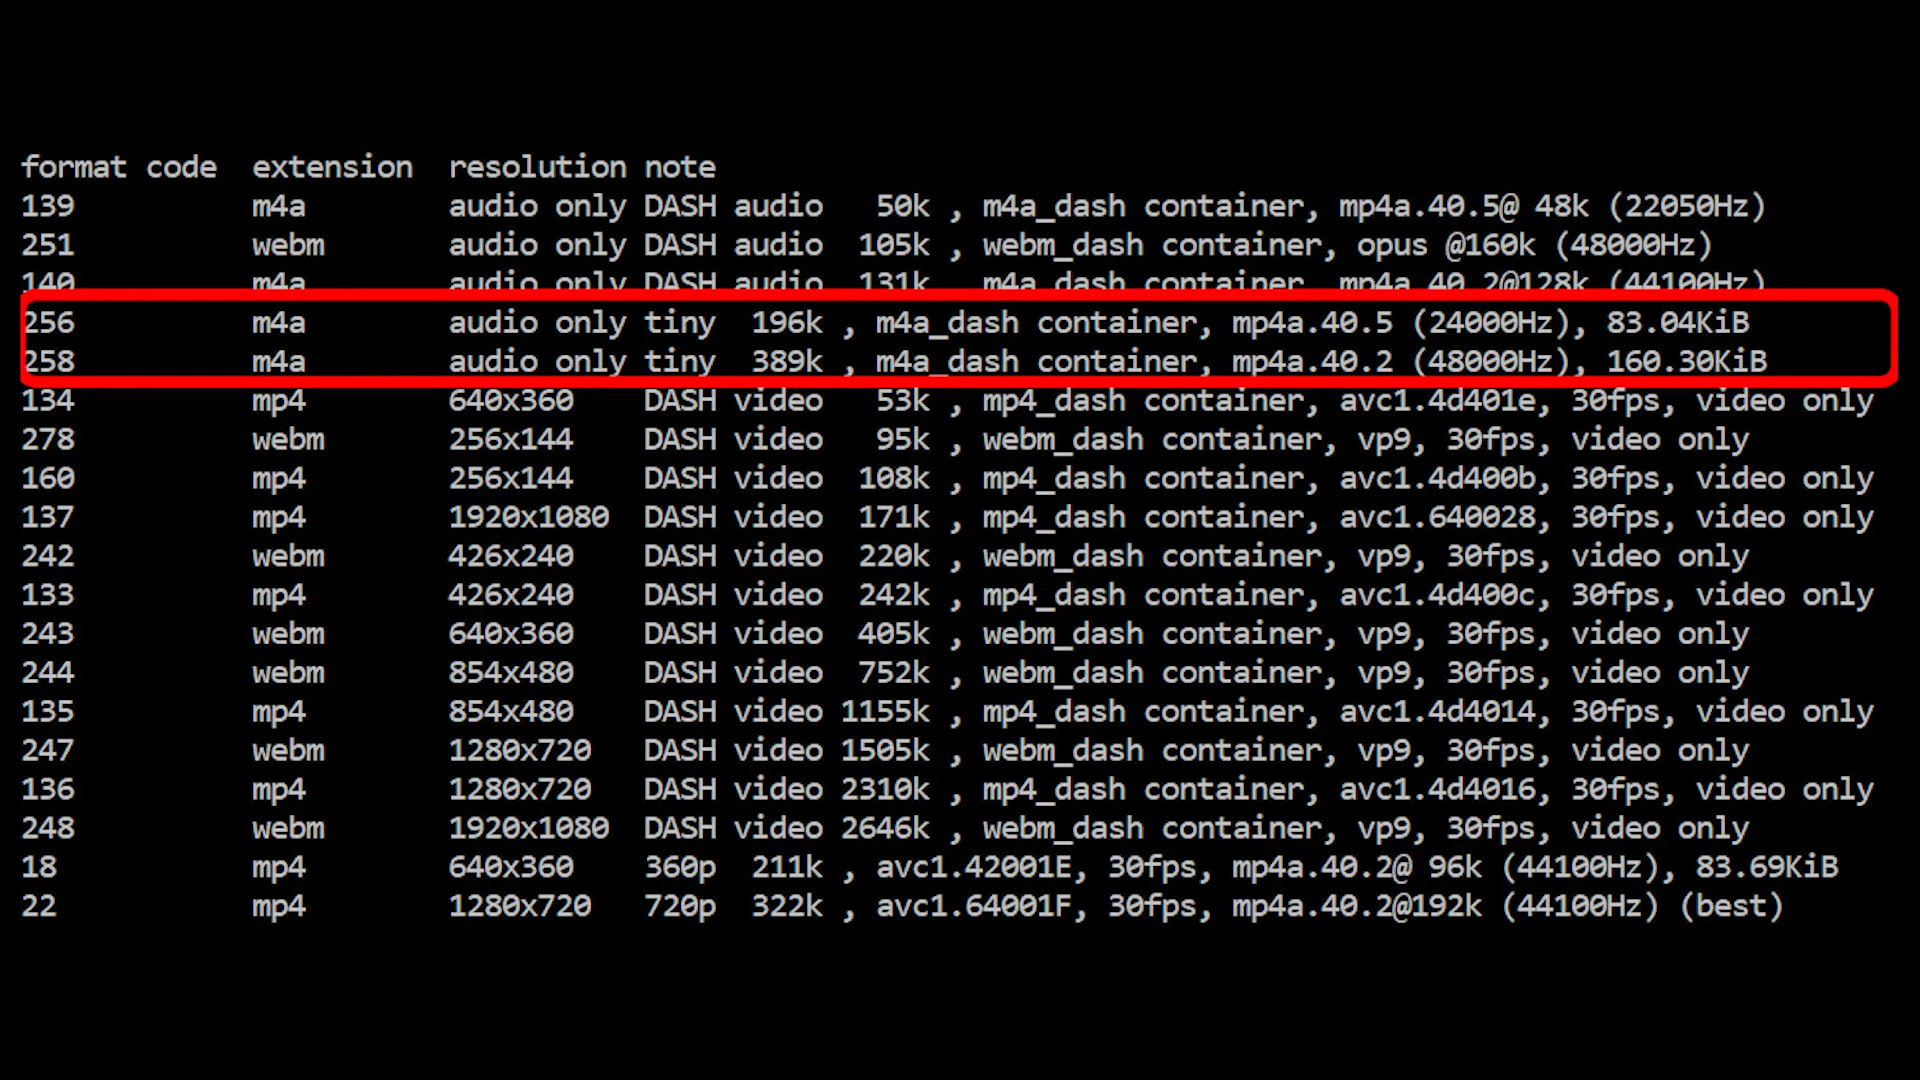 format code  extension  resolution note
139          m4a        audio only DASH audio   50k , m4a_dash container, mp4a.40.5@ 48k (22050Hz)
251          webm       audio only DASH audio  105k , webm_dash container, opus @160k (48000Hz)
140          m4a        audio only DASH audio  131k , m4a_dash container, mp4a.40.2@128k (44100Hz)
256          m4a        audio only tiny  196k , m4a_dash container, mp4a.40.5 (24000Hz), 83.04KiB
258          m4a        audio only tiny  389k , m4a_dash container, mp4a.40.2 (48000Hz), 160.30KiB
134          mp4        640x360    DASH video   53k , mp4_dash container, avc1.4d401e, 30fps, video only
278          webm       256x144    DASH video   95k , webm_dash container, vp9, 30fps, video only
160          mp4        256x144    DASH video  108k , mp4_dash container, avc1.4d400b, 30fps, video only
137          mp4        1920x1080  DASH video  171k , mp4_dash container, avc1.640028, 30fps, video only
242          webm       426x240    DASH video  220k , webm_dash container, vp9, 30fps, video only
133          mp4        426x240    DASH video  242k , mp4_dash container, avc1.4d400c, 30fps, video only
243          webm       640x360    DASH video  405k , webm_dash container, vp9, 30fps, video only
244          webm       854x480    DASH video  752k , webm_dash container, vp9, 30fps, video only
135          mp4        854x480    DASH video 1155k , mp4_dash container, avc1.4d4014, 30fps, video only
247          webm       1280x720   DASH video 1505k , webm_dash container, vp9, 30fps, video only
136          mp4        1280x720   DASH video 2310k , mp4_dash container, avc1.4d4016, 30fps, video only
248          webm       1920x1080  DASH video 2646k , webm_dash container, vp9, 30fps, video only
18           mp4        640x360    360p  211k , avc1.42001E, 30fps, mp4a.40.2@ 96k (44100Hz), 83.69KiB
22           mp4        1280x720   720p  322k , avc1.64001F, 30fps, mp4a.40.2@192k (44100Hz) (best)